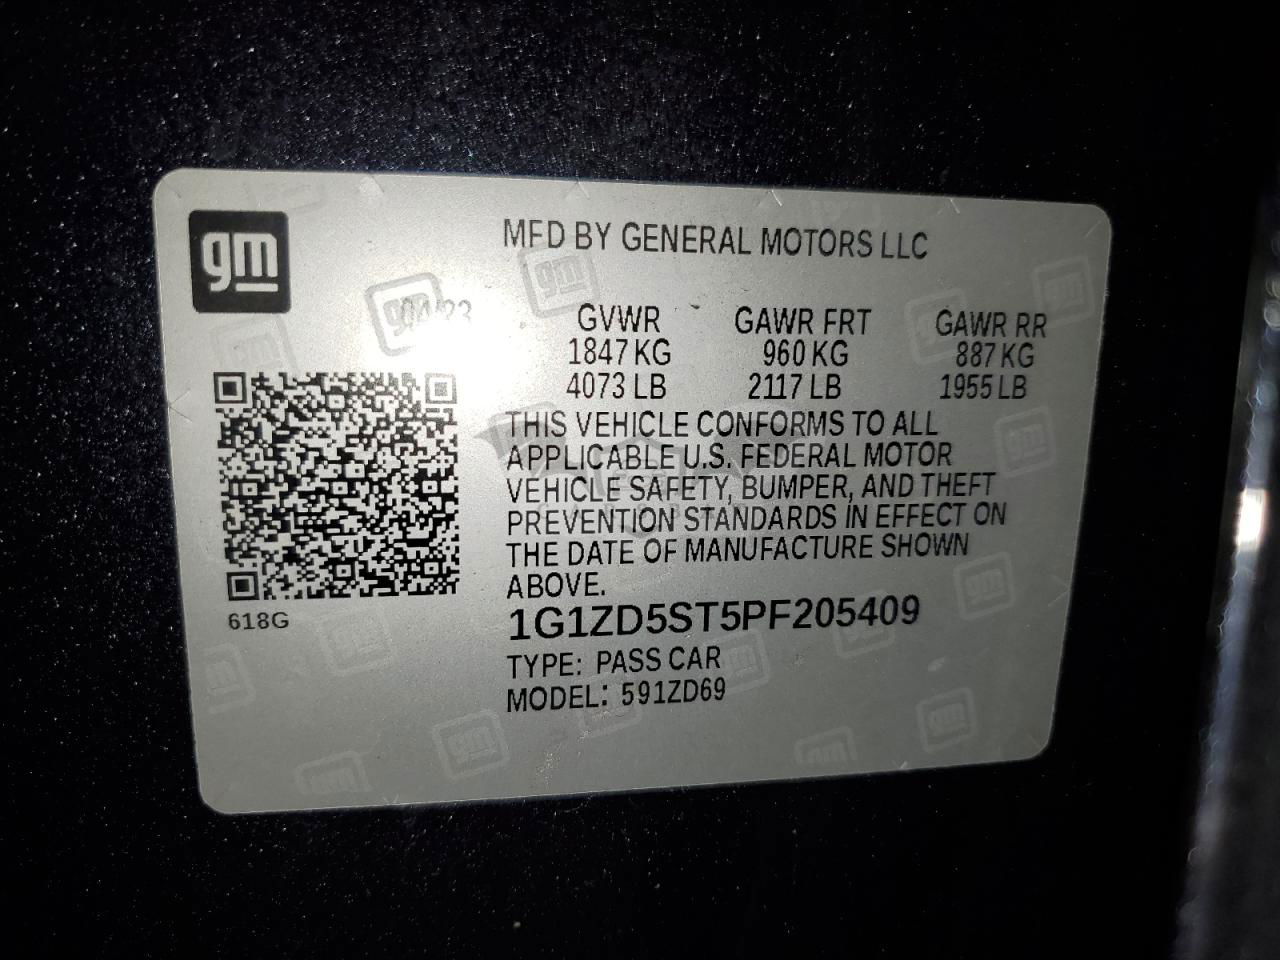 gm
MFD BY GENERAL MOTORS LLC
04/23
GVWR GAWR FRT GAWR RR
1847 KG 960 KG 887 KG
4073 LB 2117 LB 1955 LB
THIS VEHICLE CONFORMS TO ALL
APPLICABLE U.S. FEDERAL MOTOR
VEHICLE SAFETY, BUMPER, AND THEFT
PREVENTION STANDARDS IN EFFECT ON
THE DATE OF MANUFACTURE SHOWN
ABOVE.
618G
1G1ZD5ST5PF205409
TYPE: PASS CAR
MODEL: 591ZD69